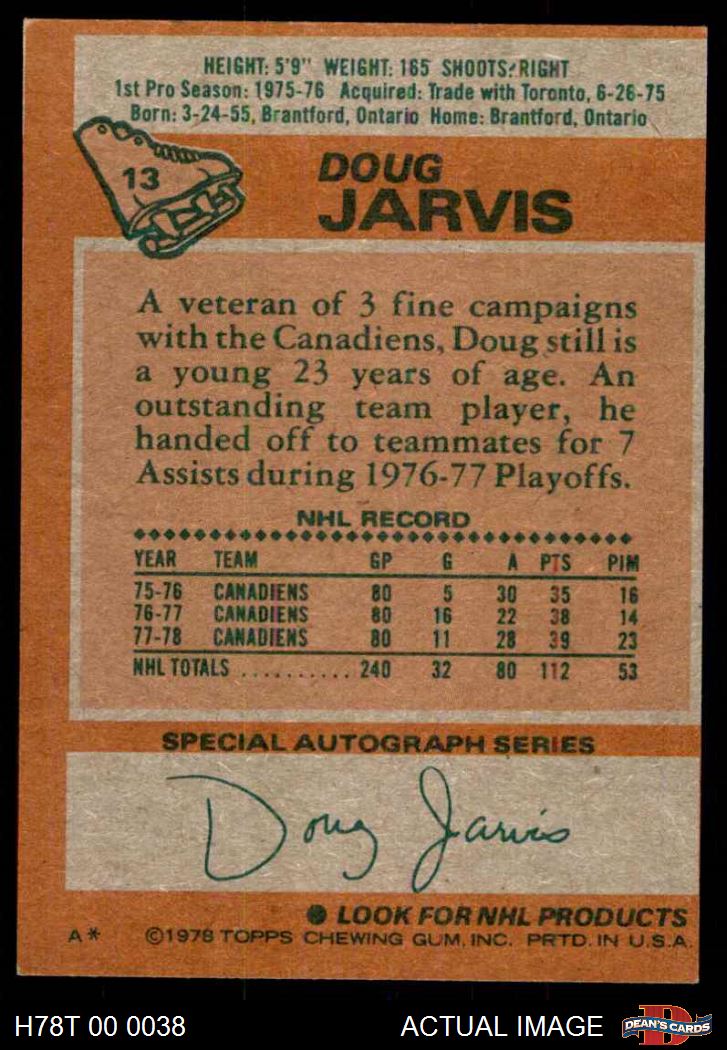 HEIGHT: 5'9" WEIGHT: 165 SHOOTS: RIGHT
1st Pro Season: 1975-76 Acquired: Trade with Toronto, 6-26-75
Born: 3-24-55, Brantford, Ontario Home: Brantford, Ontario
13
DOUG
JARVIS
A veteran of 3 fine campaigns
with the Canadiens, Doug still is
a young 23 years of age. An
outstanding team player, he
handed off to teammates for 7
Assists during 1976-77 Playoffs.
NHL RECORD
YEAR TEAM GP G A PTS PIM
75-76 CANADIENS 80 5 30 35 16
76-77 CANADIENS 80 16 22 38 14
77-78 CANADIENS 80 11 28 39 23
NHL TOTALS .......... 240 32 80 112 53
SPECIAL AUTOGRAPH SERIES
Doug Jarvis
LOOK FOR NHL PRODUCTS
A* ©1978 TOPPS CHEWING GUM, INC. PRTD. IN U.S.A.
H78T 00 0038 ACTUAL IMAGE D DEAN'S CARDS